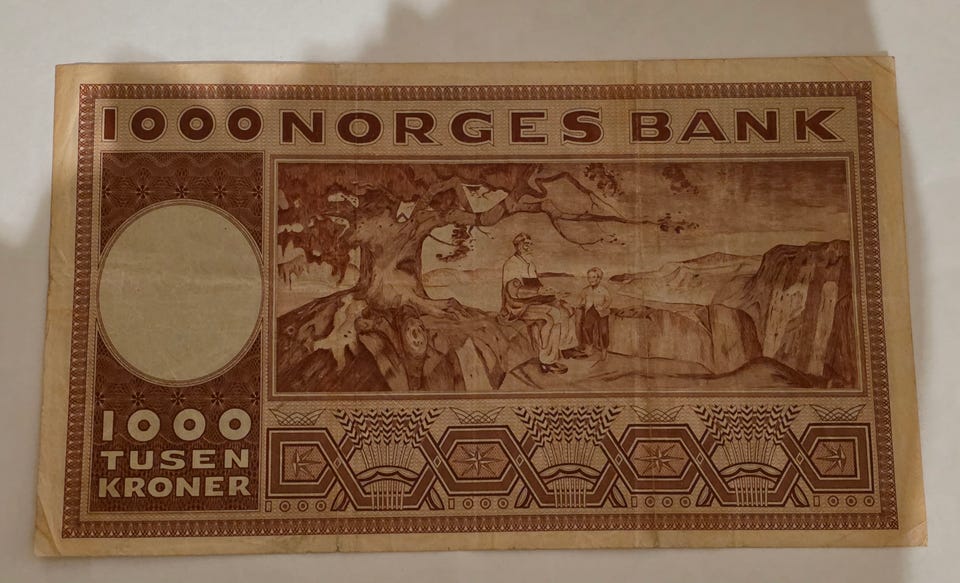 1000 NORGES BANK
1000
TUSEN
KRONER